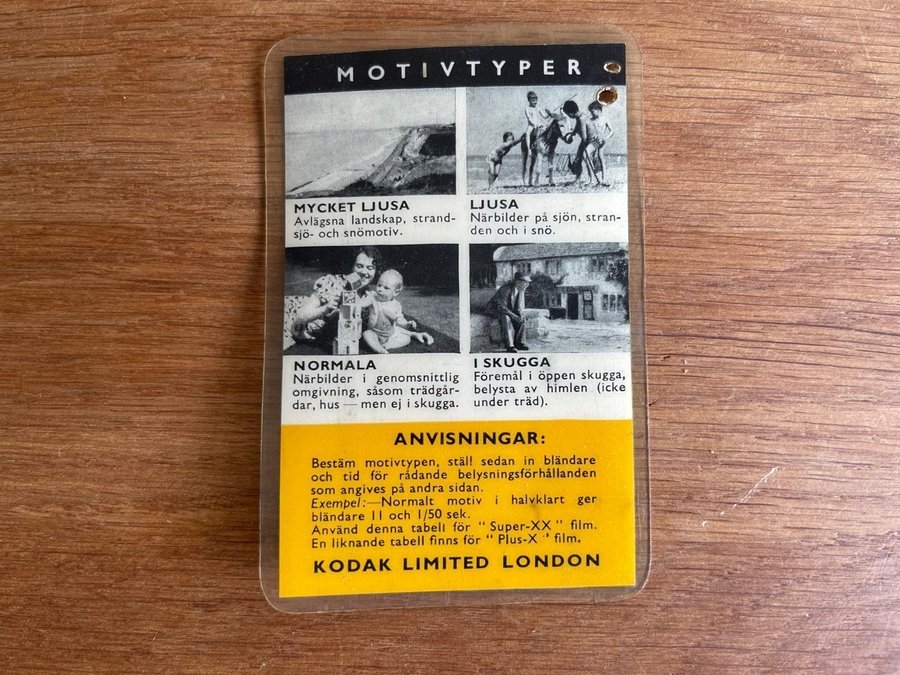 MOTIVTYPER
MYCKET LJUSA
Avlägsna landskap, strand-
sjö- och snömotiv.
LJUSA
Närbilder på sjön, stran-
den och i snö.
NORMALA
Närbilder i genomsnittlig
omgivning, såsom trädgår-
dar, hus — men ej i skugga.
I SKUGGA
Föremål i öppen skugga,
belysta av himlen (icke
under träd).
ANVISNINGAR:
Bestäm motivtypen, ställ sedan in bländare
och tid för rådande belysningsförhållanden
som angives på andra sidan.
Exempel:—Normalt motiv i halvklart ger
bländare 11 och 1/50 sek.
Använd denna tabell för "Super-XX" film.
En liknande tabell finns för "Plus-X" film.
KODAK LIMITED LONDON